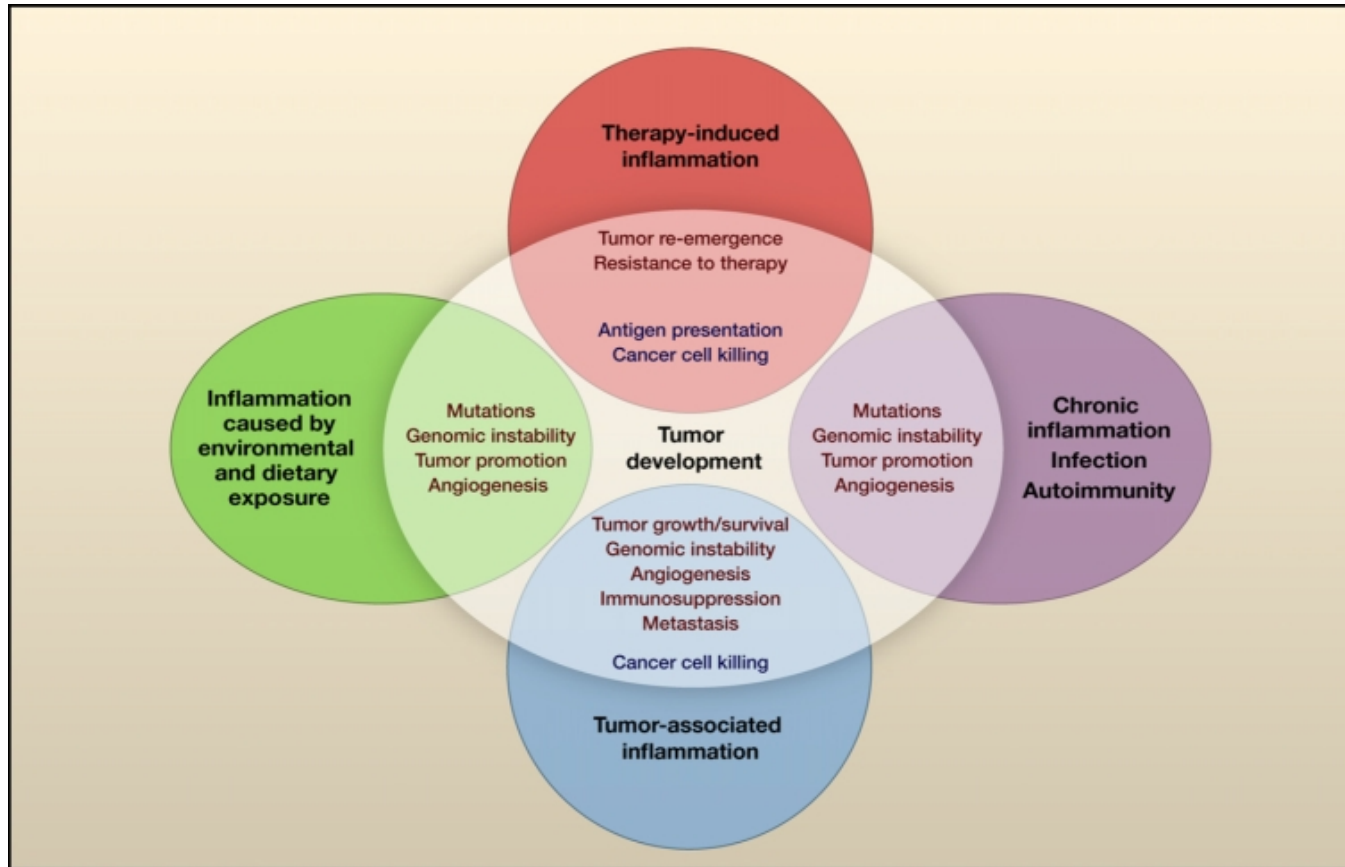 Therapy-induced
inflammation
Tumor re-emergence
Resistance to therapy
Antigen presentation
Cancer cell killing
Inflammation
caused by
environmental
and dietary
exposure
Mutations
Genomic instability
Tumor promotion
Angiogenesis
Tumor
development
Mutations
Genomic instability
Tumor promotion
Angiogenesis
Chronic
inflammation
Infection
Autoimmunity
Tumor growth/survival
Genomic instability
Angiogenesis
Immunosuppression
Metastasis
Cancer cell killing
Tumor-associated
inflammation